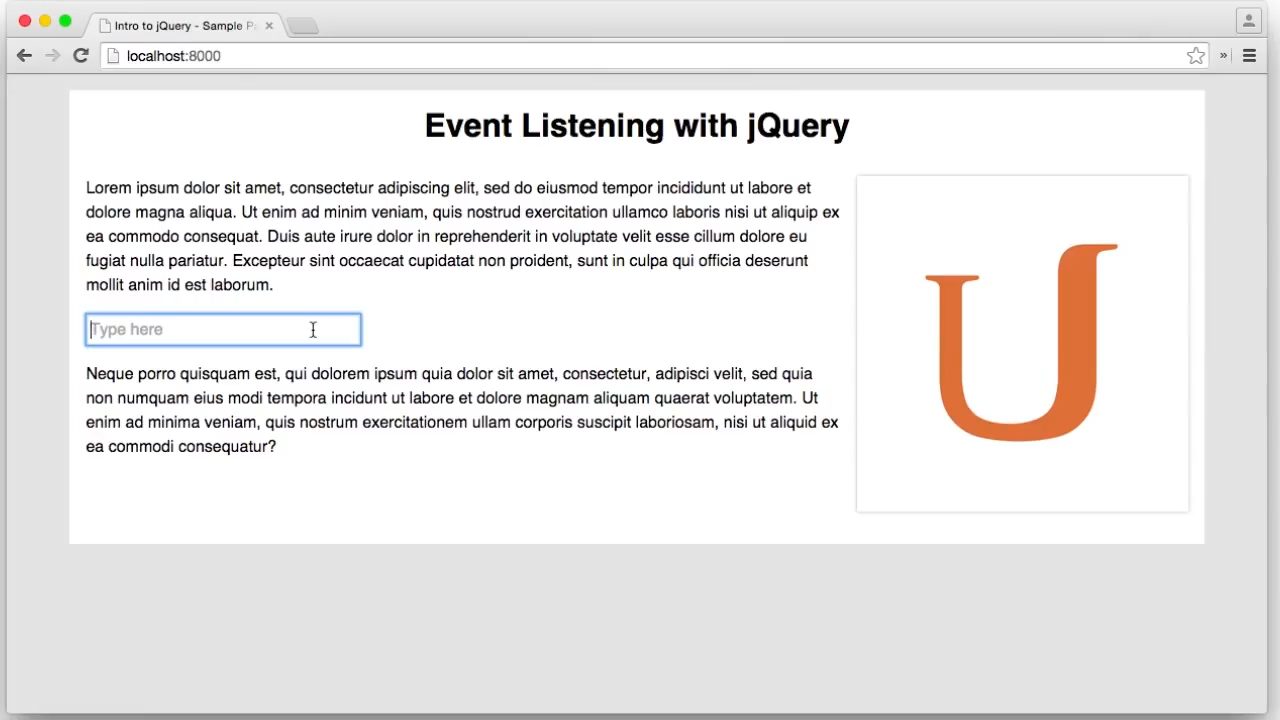 Intro to jQuery - Sample Pa
localhost:8000
Event Listening with jQuery
Lorem ipsum dolor sit amet, consectetur adipiscing elit, sed do eiusmod tempor incididunt ut labore et
dolore magna aliqua. Ut enim ad minim veniam, quis nostrud exercitation ullamco laboris nisi ut aliquip ex
ea commodo consequat. Duis aute irure dolor in reprehenderit in voluptate velit esse cillum dolore eu
fugiat nulla pariatur. Excepteur sint occaecat cupidatat non proident, sunt in culpa qui officia deserunt
mollit anim id est laborum.
Type here
Neque porro quisquam est, qui dolorem ipsum quia dolor sit amet, consectetur, adipisci velit, sed quia
non numquam eius modi tempora incidunt ut labore et dolore magnam aliquam quaerat voluptatem. Ut
enim ad minima veniam, quis nostrum exercitationem ullam corporis suscipit laboriosam, nisi ut aliquid ex
ea commodi consequatur?
U